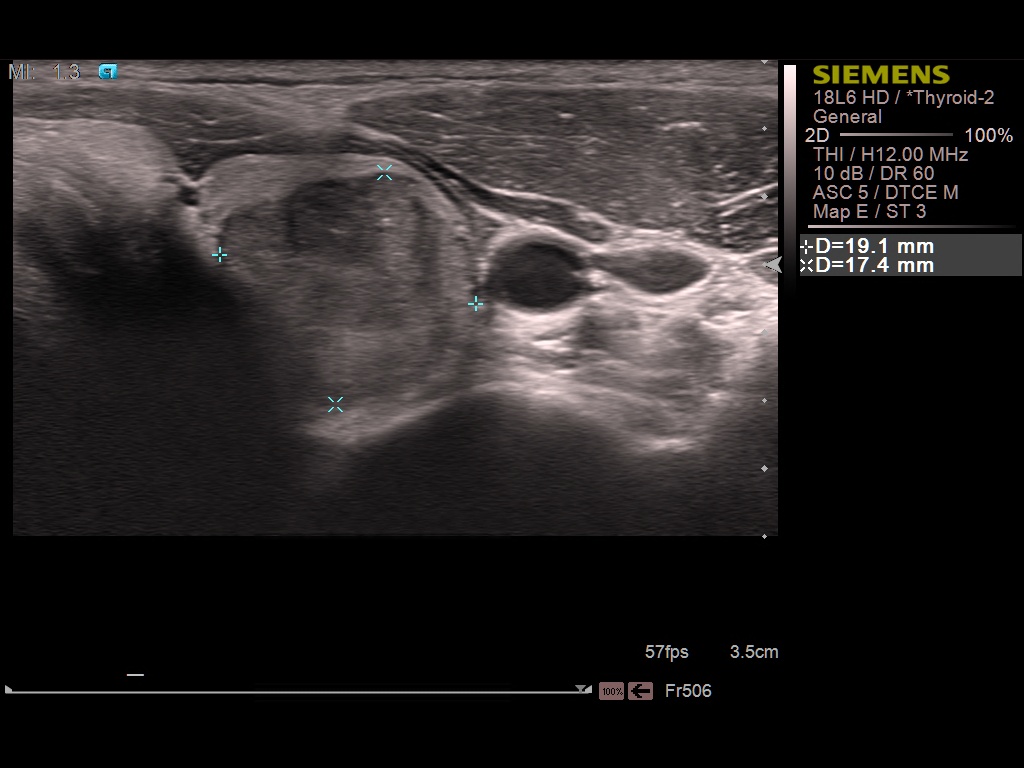 MI: 1.3
SIEMENS
18L6 HD / *Thyroid-2
General
2D 100%
THI / H12.00 MHz
10 dB / DR 60
ASC 5 / DTCE M
Map E / ST 3
D=19.1 mm
D=17.4 mm
57fps 3.5cm
100% Fr506